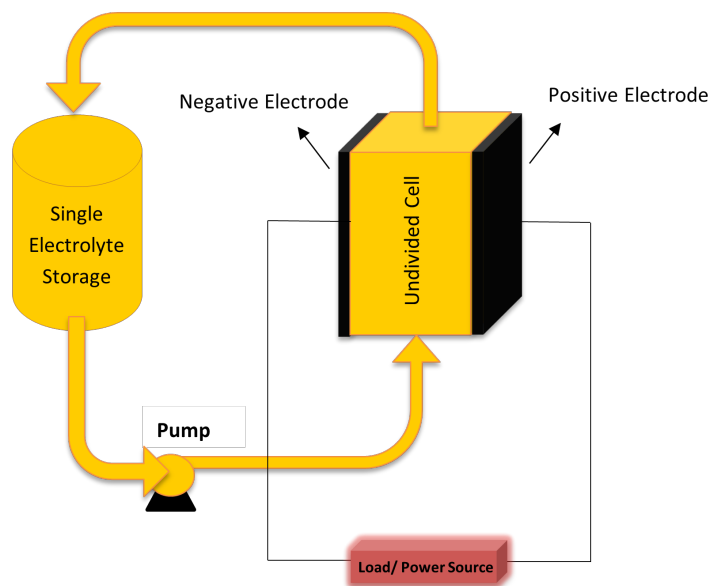 Negative Electrode
Positive Electrode
Single
Electrolyte
Storage
Undivided Cell
Pump
Load/ Power Source